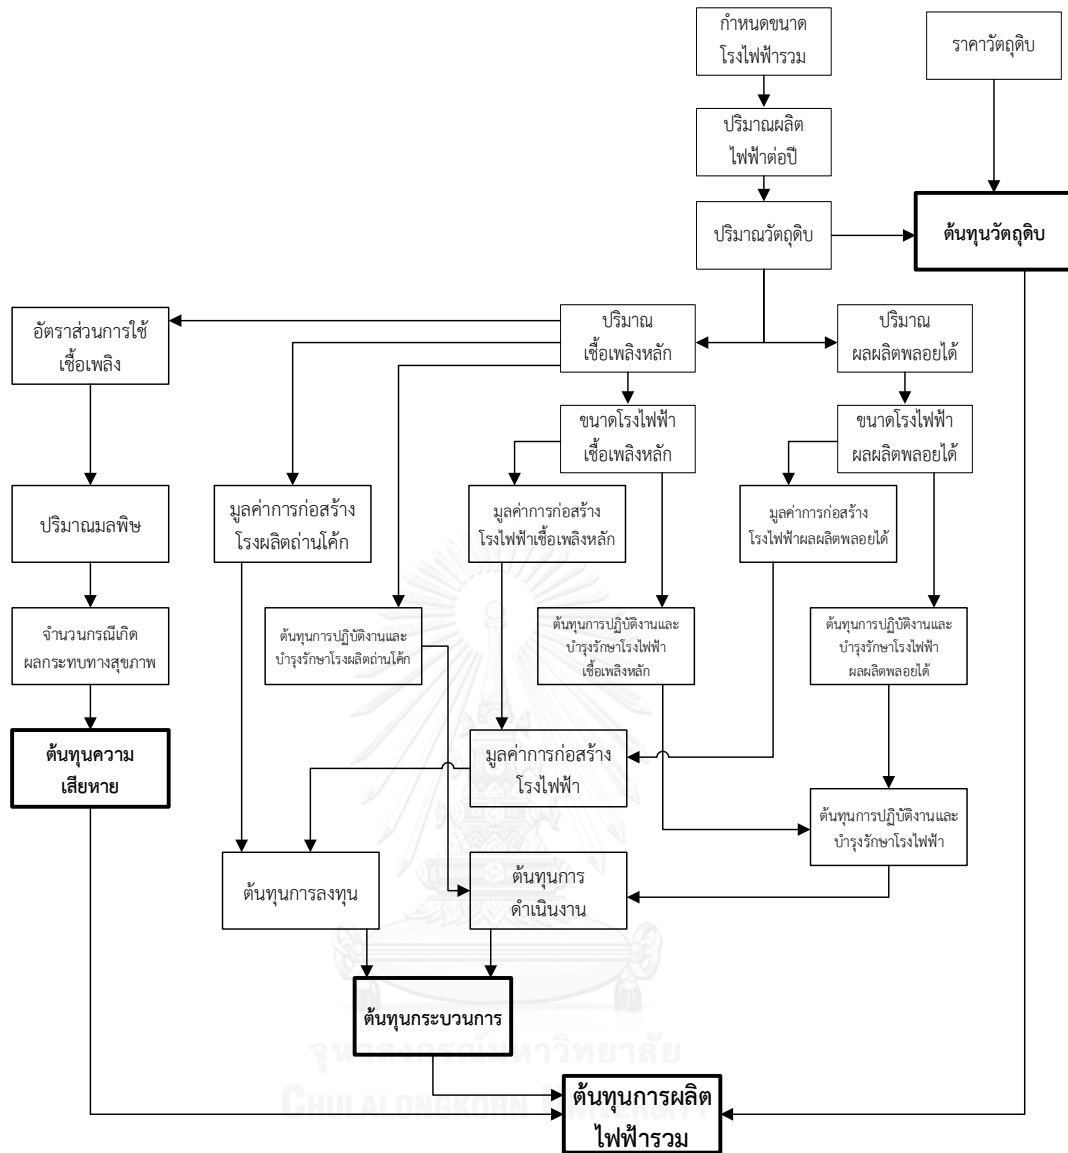 กำหนดขนาด
โรงไฟฟ้ารวม
ราคาวัตถุดิบ
ปริมาณผลิต
ไฟฟ้าต่อปี
ปริมาณวัตถุดิบ
ต้นทุนวัตถุดิบ
อัตราส่วนการใช้
เชื้อเพลิง
ปริมาณ
เชื้อเพลิงหลัก
ปริมาณ
ผลผลิตพลอยได้
ขนาดโรงไฟฟ้า
เชื้อเพลิงหลัก
ขนาดโรงไฟฟ้า
ผลผลิตพลอยได้
ปริมาณมลพิษ
มูลค่าการก่อสร้าง
โรงผลิตถ่านโค้ก
มูลค่าการก่อสร้าง
โรงไฟฟ้าเชื้อเพลิงหลัก
มูลค่าการก่อสร้าง
โรงไฟฟ้าผลผลิตพลอยได้
จำนวนกรณีเกิด
ผลกระทบทางสุขภาพ
ต้นทุนการปฏิบัติงานและ
บำรุงรักษาโรงผลิตถ่านโค้ก
ต้นทุนการปฏิบัติงานและ
บำรุงรักษาโรงไฟฟ้า
เชื้อเพลิงหลัก
ต้นทุนการปฏิบัติงานและ
บำรุงรักษาโรงไฟฟ้า
ผลผลิตพลอยได้
ต้นทุนความ
เสียหาย
มูลค่าการก่อสร้าง
โรงไฟฟ้า
ต้นทุนการปฏิบัติงานและ
บำรุงรักษาโรงไฟฟ้า
ต้นทุนการลงทุน
ต้นทุนการ
ดำเนินงาน
ต้นทุนกระบวนการ
จุฬาลงกรณ์มหาวิทยาลัย
CHULALONGKORN UNIVERSITY
ต้นทุนการผลิต
ไฟฟ้ารวม